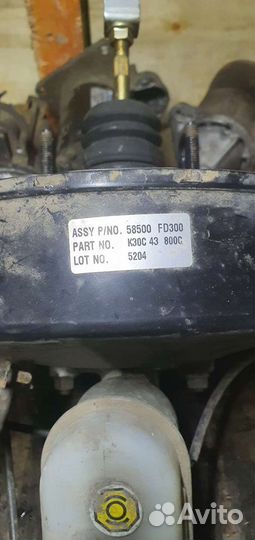 ASSY P/NO. 58500 FD300
PART NO. K30C 43 800C
LOT NO. 5204
Avito